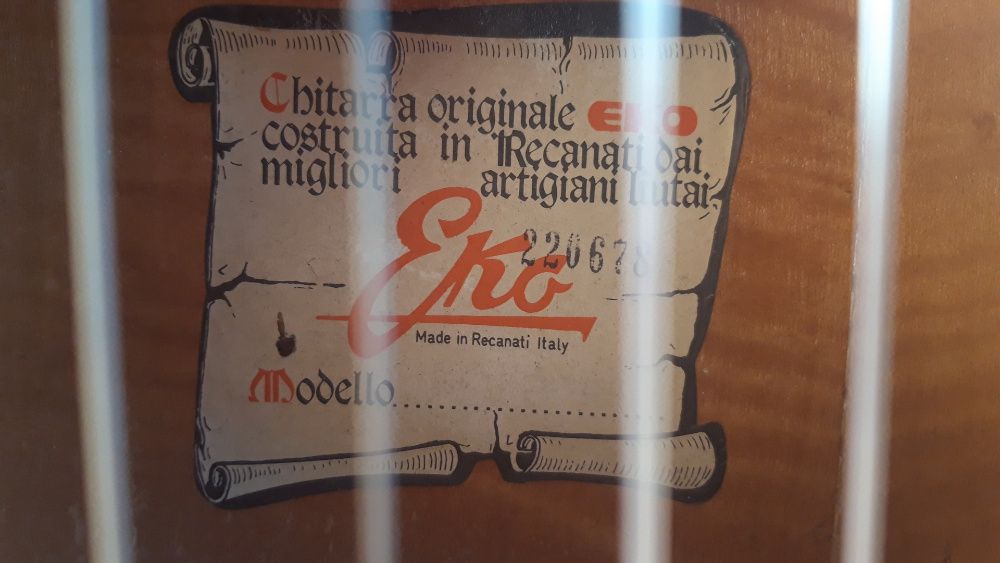 Chitarra originale EKO
costruita in Recanati dai
migliori artigiani liutai
Eko
220678
Made in Recanati Italy
Modello